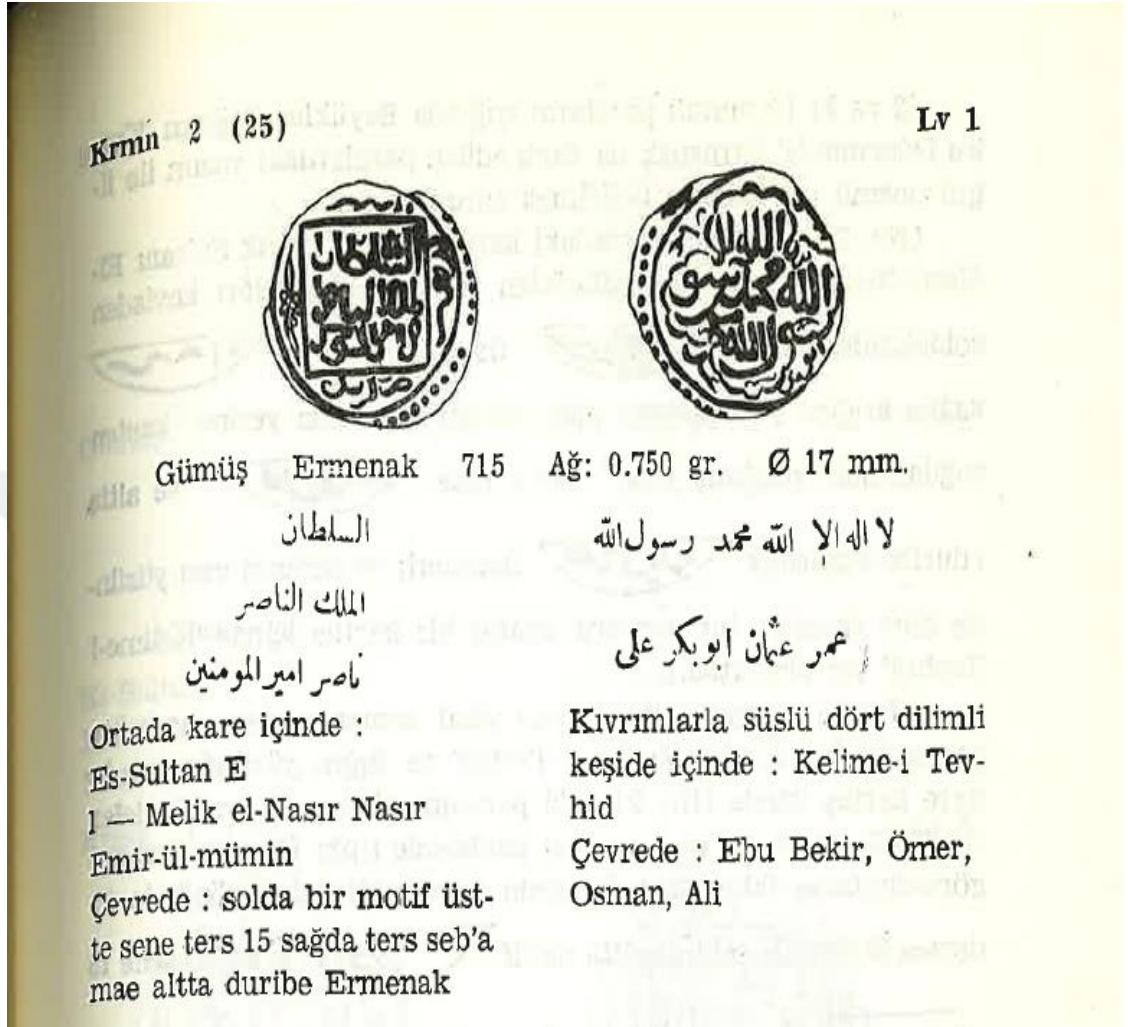 Krmn 2 (25)
Lv 1
Gümüş Ermenak 715 Ağ: 0.750 gr. Ø 17 mm.
السلطان
الملك الناصر
ناصر امير المومنين
Ortada kare içinde :
Es-Sultan E
l — Melik el-Nasır Nasır
Emir-ül-mümin
Çevrede : solda bir motif üst-
te sene ters 15 sağda ters seb'a
mae altta duribe Ermenak
لا اله الا الله محمد رسول الله
عمر عثمان ابوبكر على
Kıvrımlarla süslü dört dilimli
keşide içinde : Kelime-i Tev-
hid
Çevrede : Ebu Bekir, Ömer,
Osman, Ali